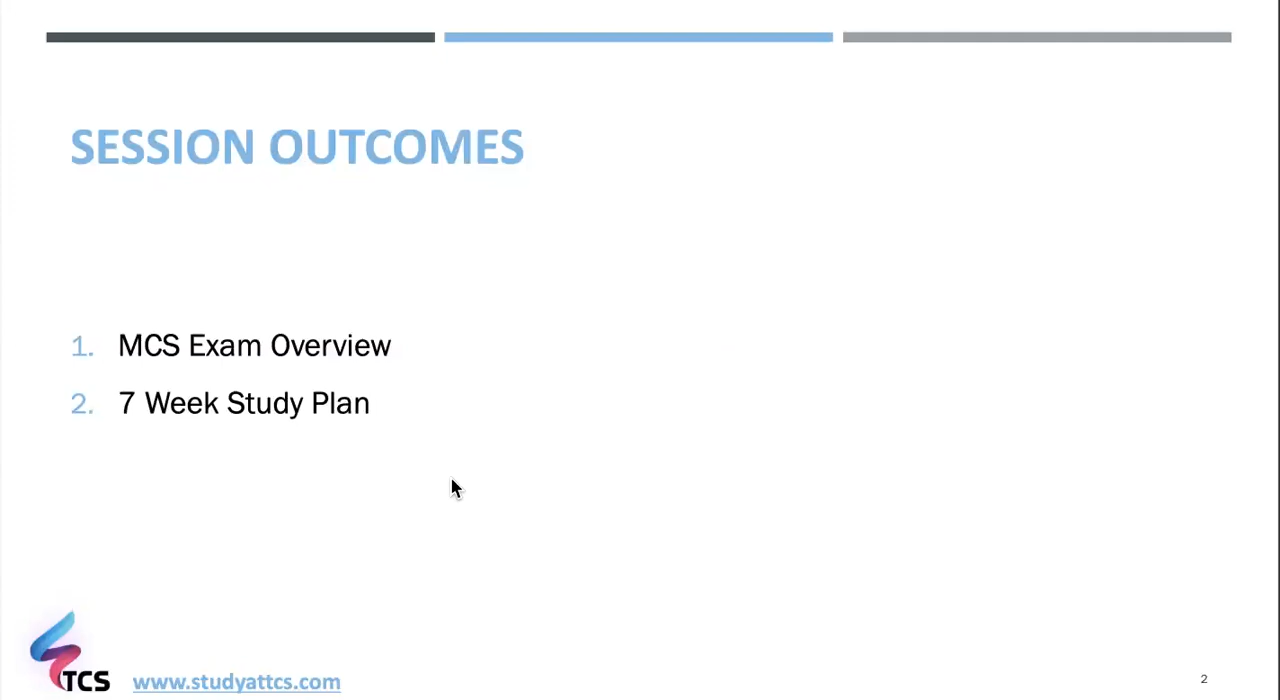 SESSION OUTCOMES
1. MCS Exam Overview
2. 7 Week Study Plan
TCS
www.studyattcs.com
2